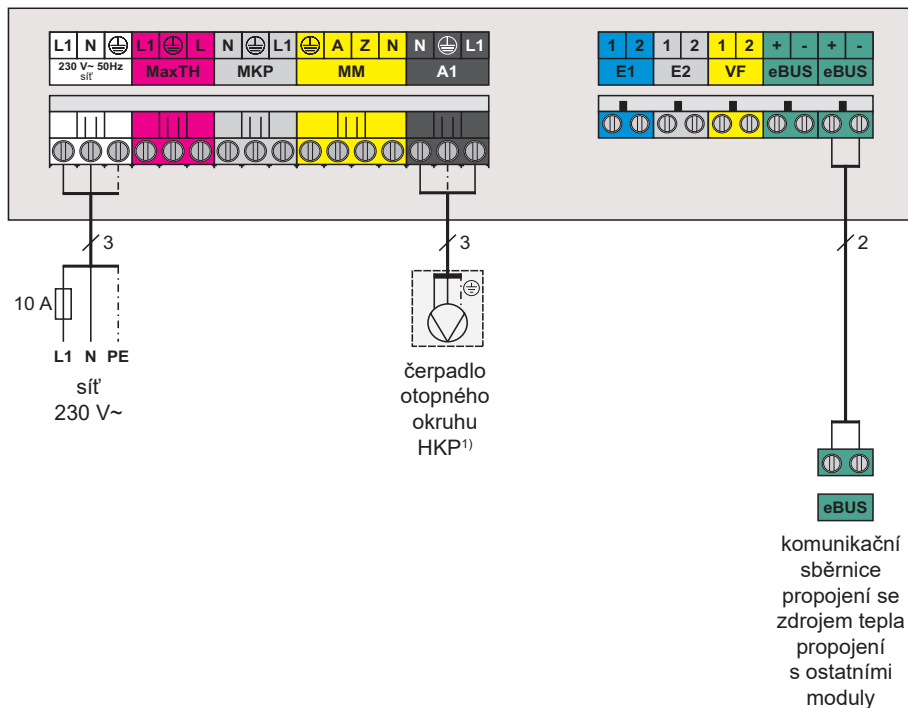 L1 N L1 L N L1 A Z N N L1 1 2 1 2 1 2 + - + -
230 V~ 50Hz
síť
MaxTH MKP MM A1 E1 E2 VF eBUS eBUS
3 3 2
10 A
L1 N PE
síť
230 V~
čerpadlo
otopného
okruhu
HKP¹⁾
eBUS
komunikační
sběrnice
propojení se
zdrojem tepla
propojení
s ostatními
moduly